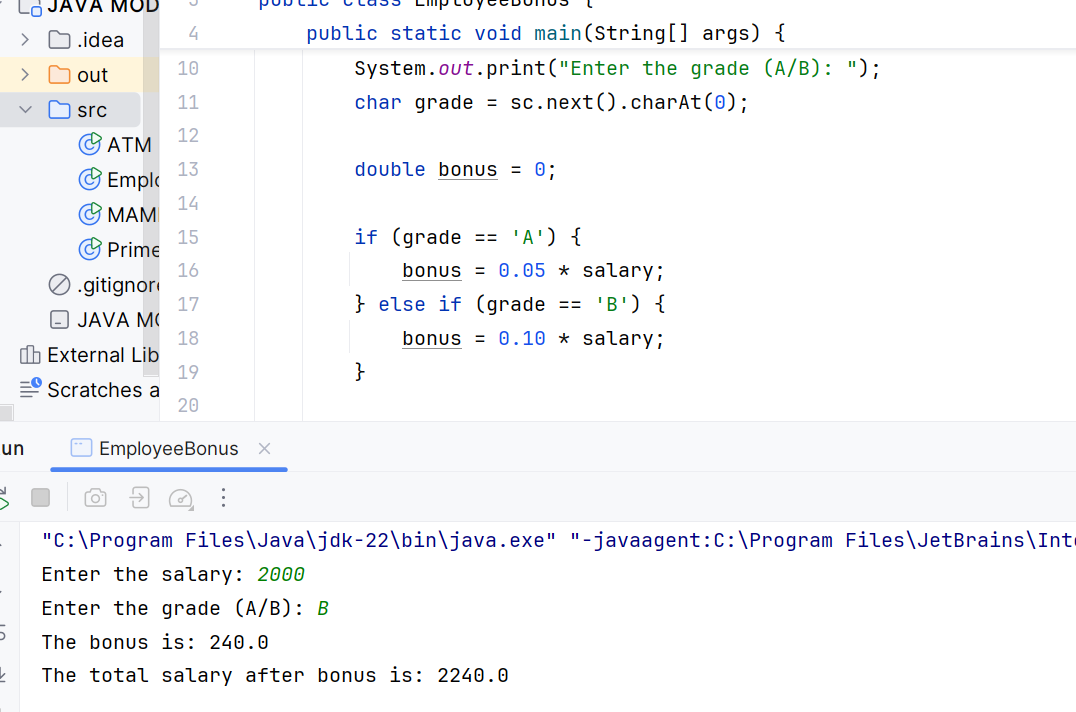 JAVA MOD
.idea
out
src
ATM
Emplo
MAM
Prime
.gitignore
JAVA MO
External Lib
Scratches a
3 public class EmployeeBonus {
4 public static void main(String[] args) {
10 System.out.print("Enter the grade (A/B): ");
11 char grade = sc.next().charAt(0);
12
13 double bonus = 0;
14
15 if (grade == 'A') {
16 bonus = 0.05 * salary;
17 } else if (grade == 'B') {
18 bonus = 0.10 * salary;
19 }
20
un EmployeeBonus
"C:\Program Files\Java\jdk-22\bin\java.exe" "-javaagent:C:\Program Files\JetBrains\Inte
Enter the salary: 2000
Enter the grade (A/B): B
The bonus is: 240.0
The total salary after bonus is: 2240.0